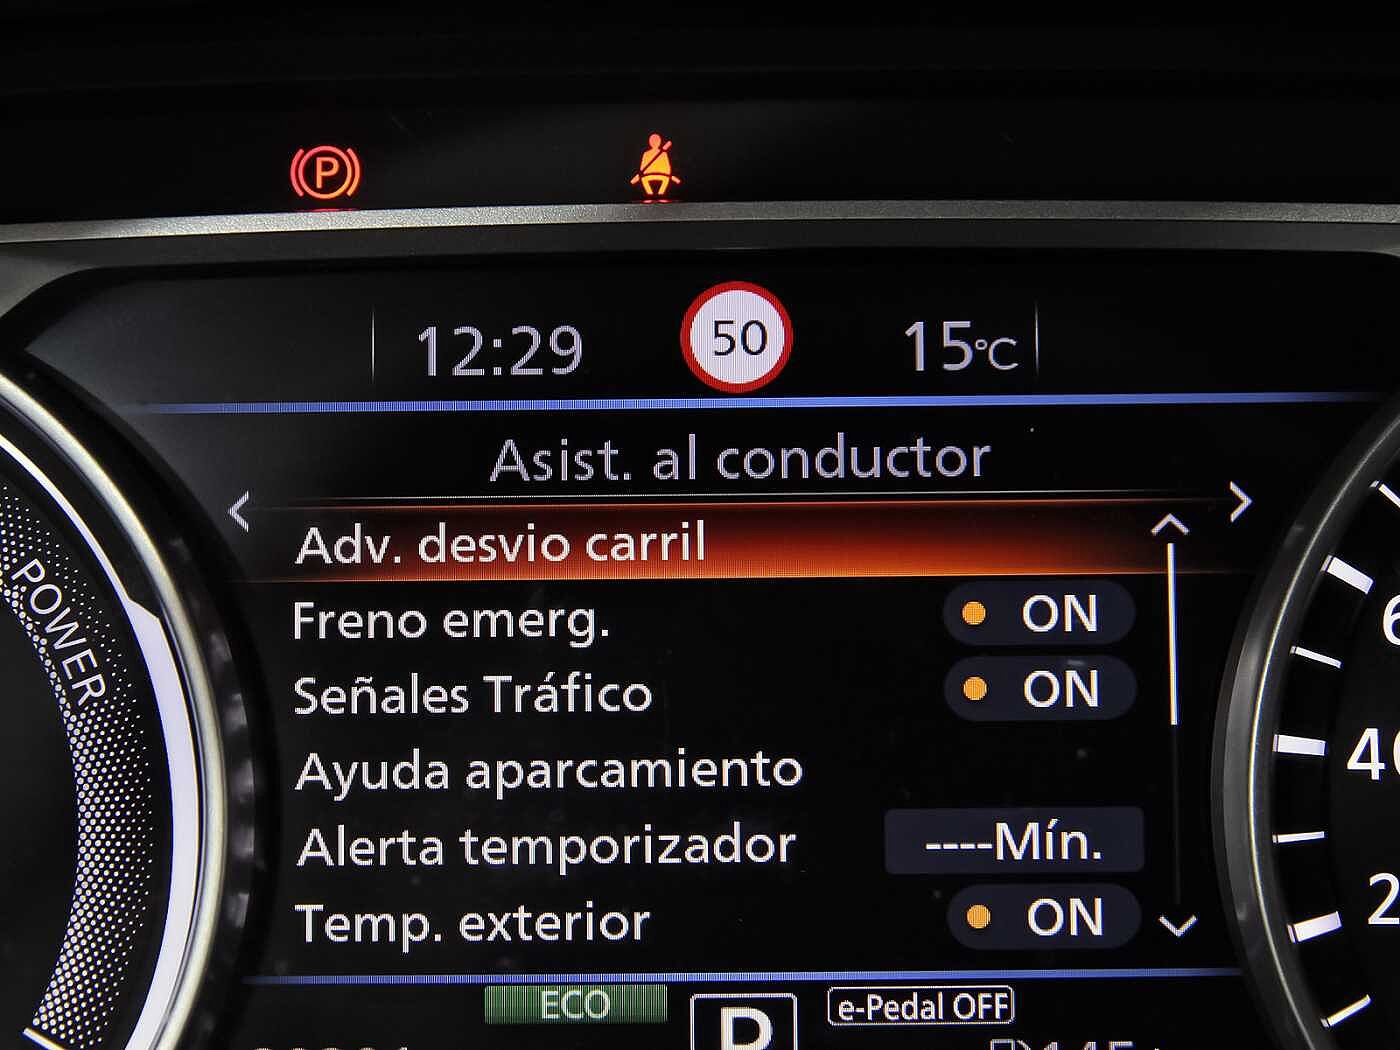 P
12:29 50 15°C
Asist. al conductor
Adv. desvio carril
Freno emerg. ON
Señales Tráfico ON
Ayuda aparcamiento
Alerta temporizador ----Mín.
Temp. exterior ON
ECO P e-Pedal OFF
POWER